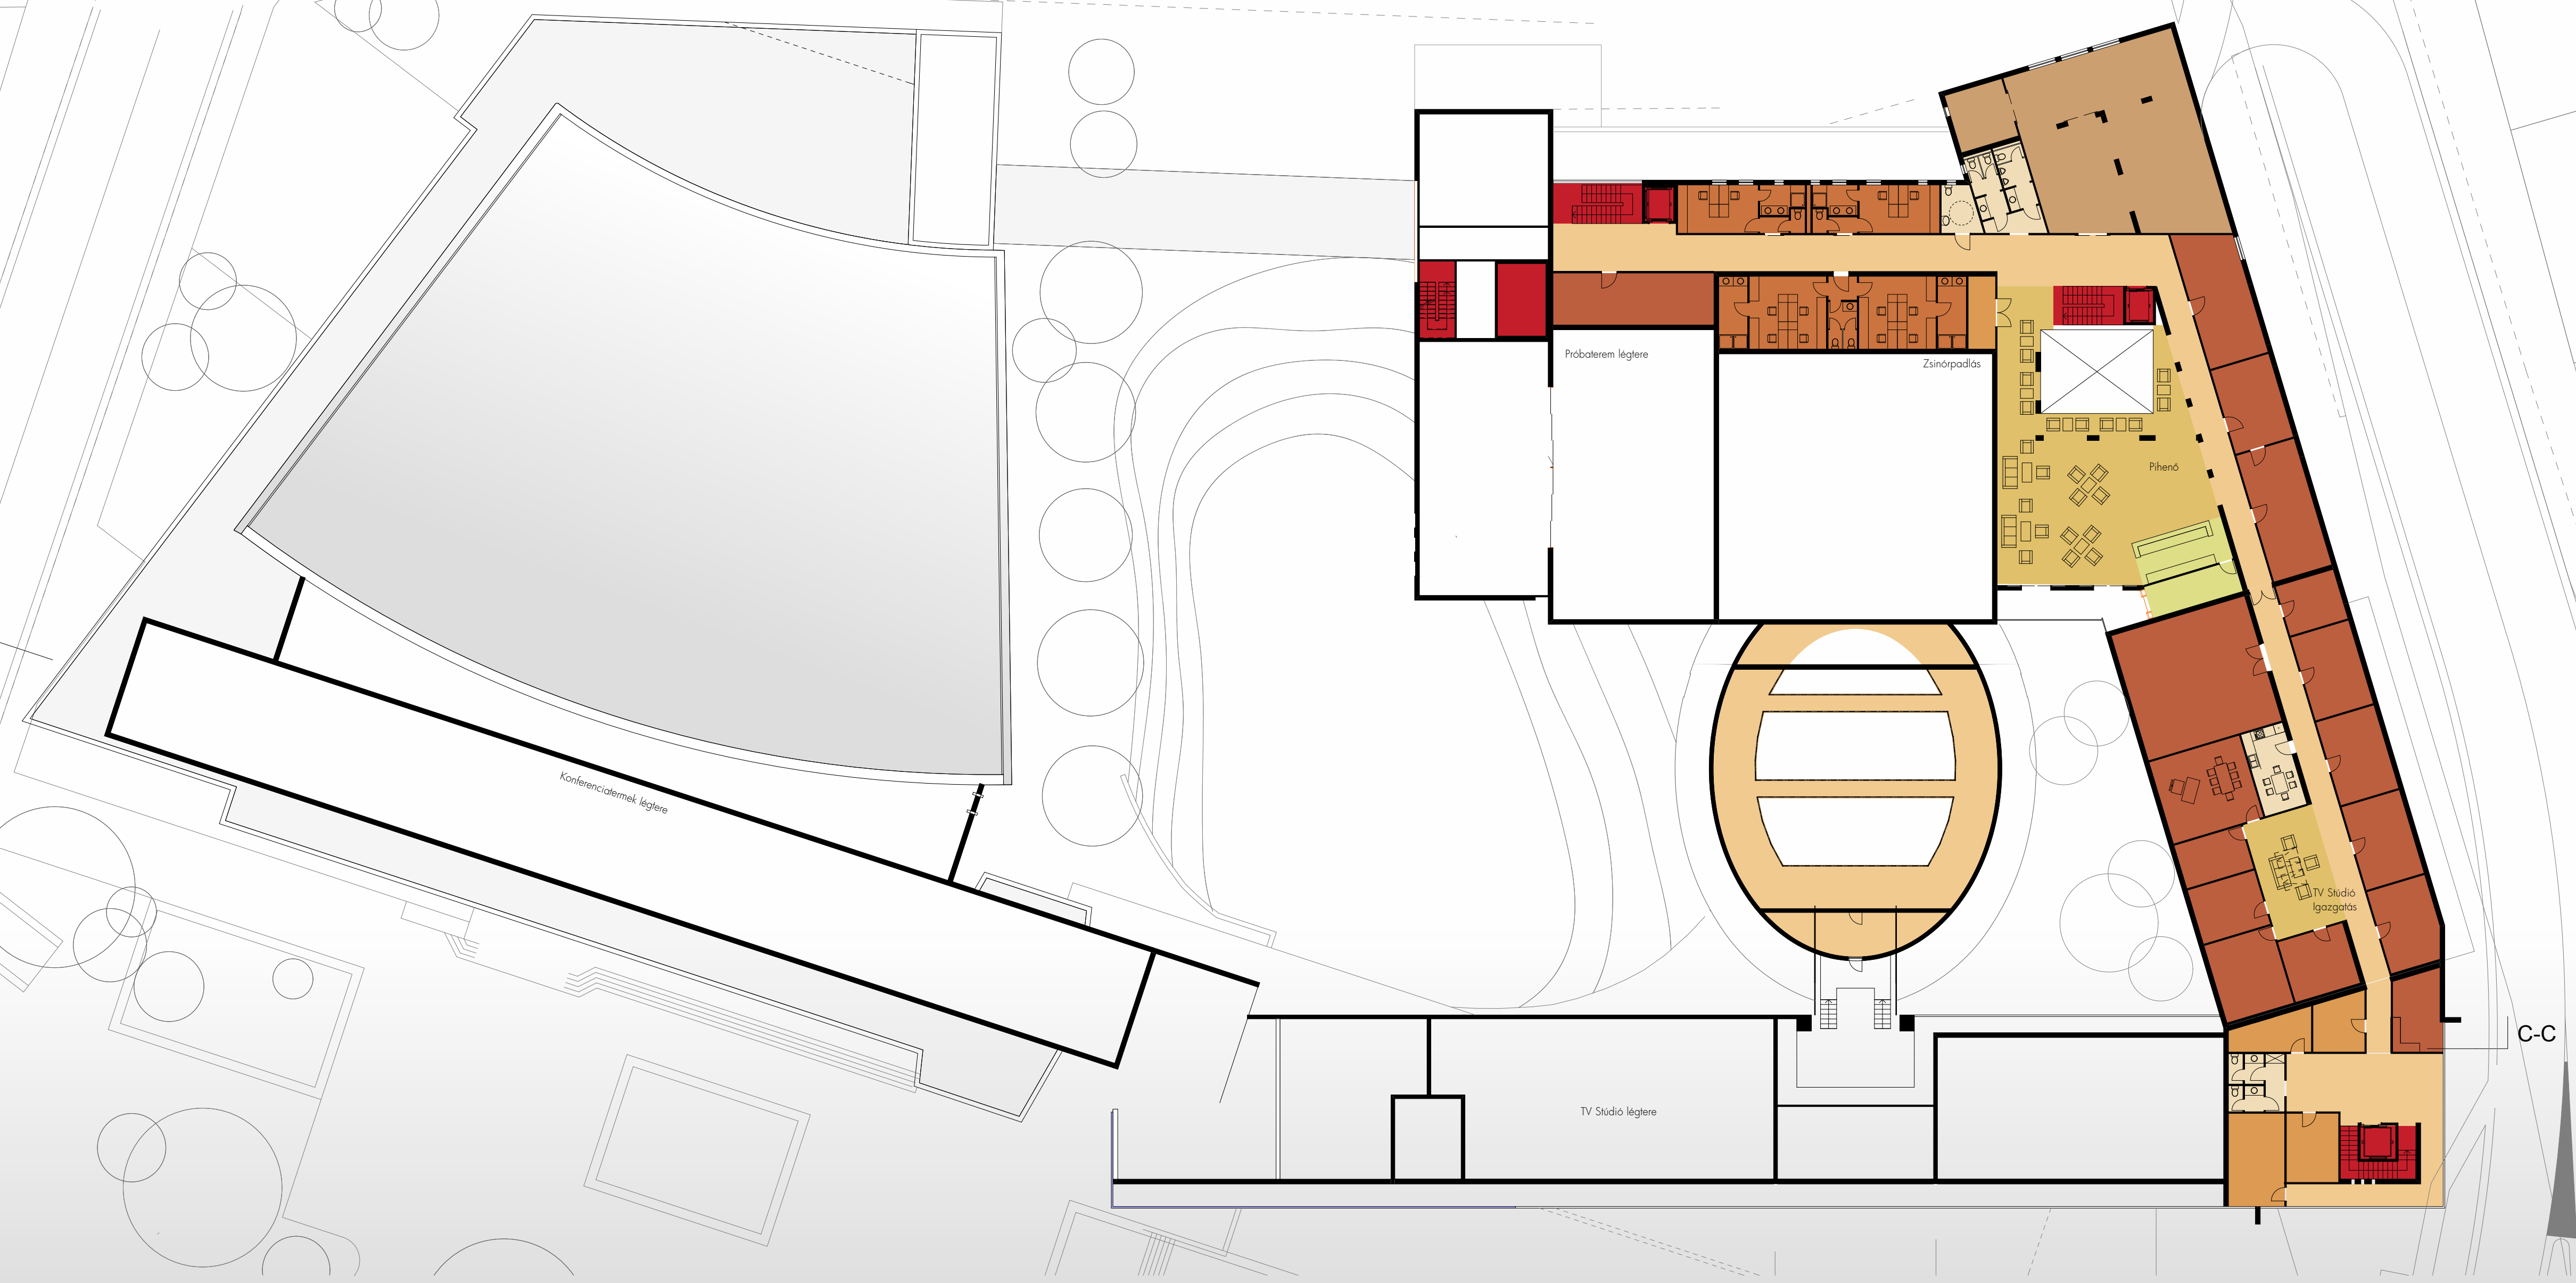 Próbaterem légtere
Zsinórpadlás
Pihenő
Konferenciatermek légtere
TV Stúdió
Igazgatás
C-C
TV Stúdió légtere